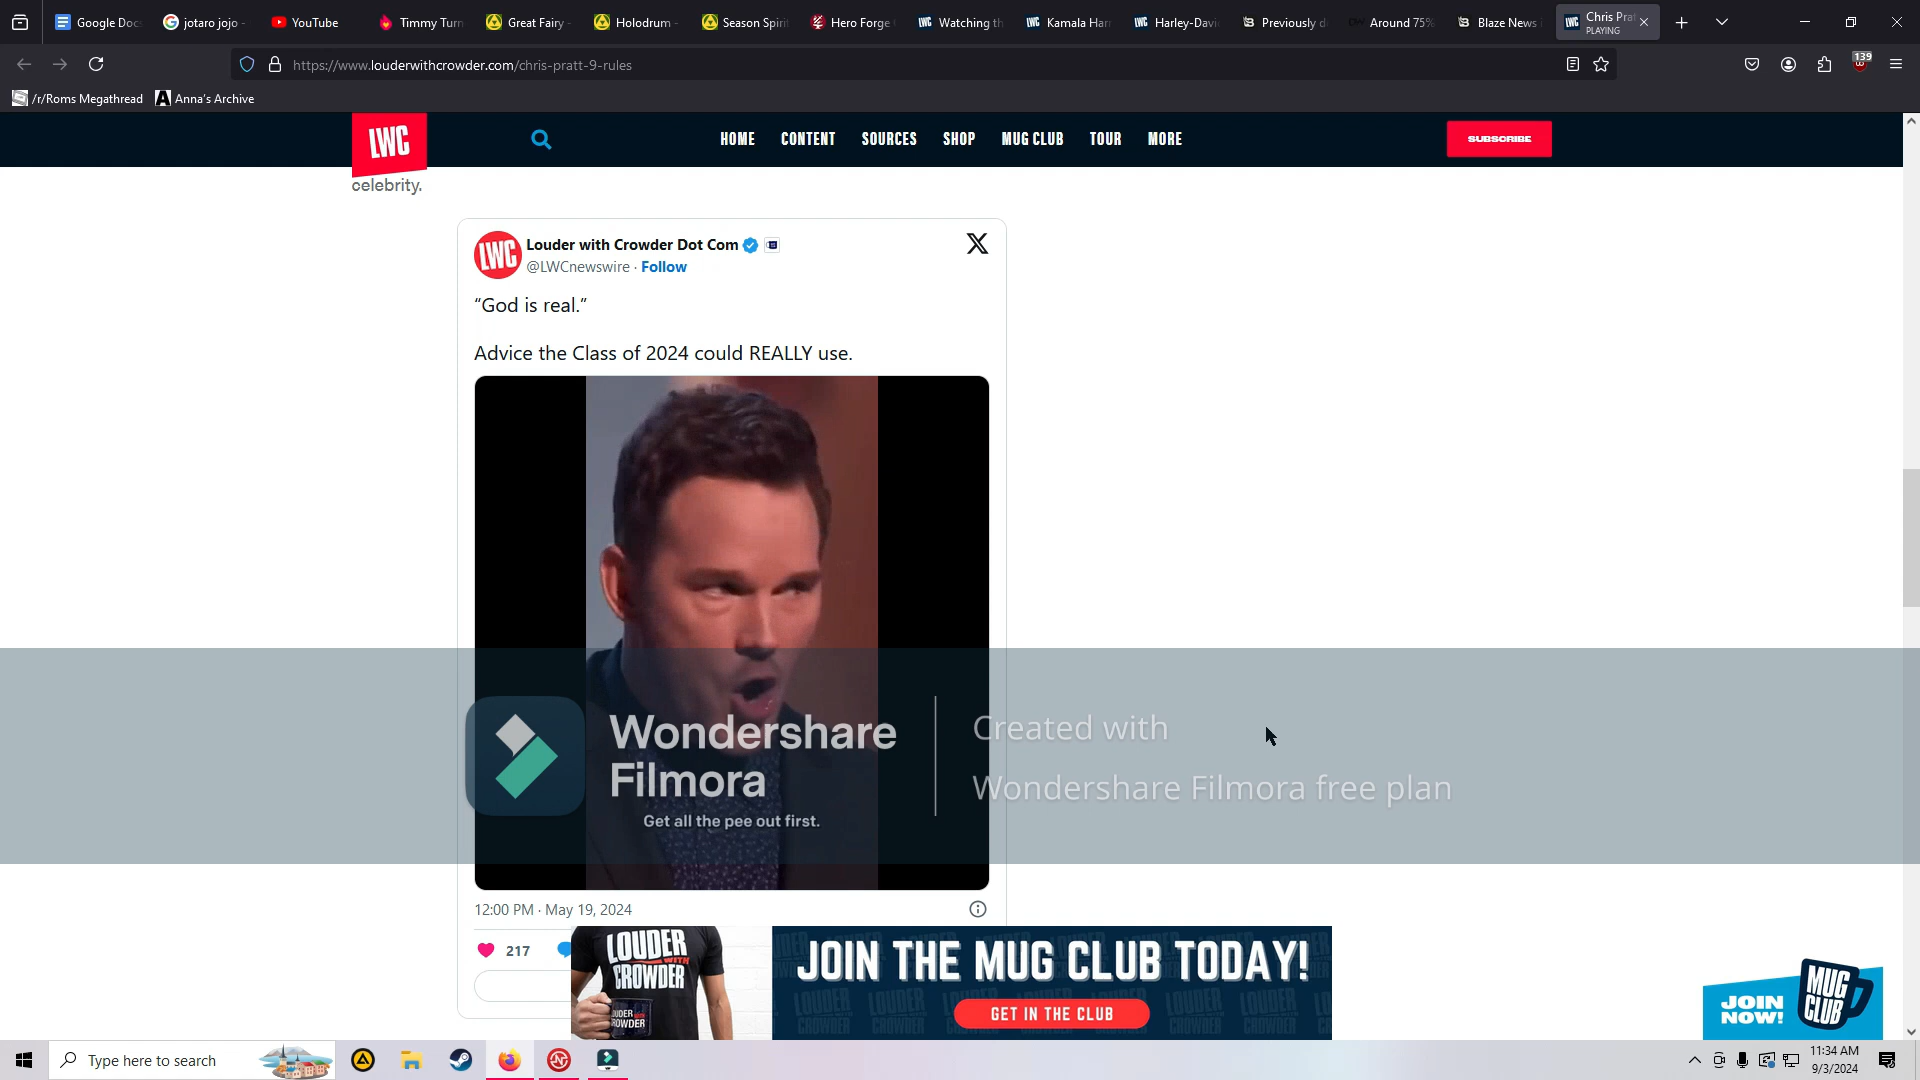 Google Doc
jotaro jojo -
YouTube
Timmy Turn
Great Fairy -
Holodrum -
Season Spirit
Hero Forge
Watching th
Kamala Harr
Harley-Davi
Previously d
Around 75%
Blaze News
Chris Prat
PLAYING
https://www.louderwithcrowder.com/chris-pratt-9-rules
139
/r/Roms Megathread
Anna's Archive
LWC
HOME
CONTENT
SOURCES
SHOP
MUG CLUB
TOUR
MORE
SUBSCRIBE
celebrity.
LWC
Louder with Crowder Dot Com
@LWCnewswire · Follow
“God is real.”
Advice the Class of 2024 could REALLY use.
Wondershare
Filmora
Created with
Wondershare Filmora free plan
Get all the pee out first.
12:00 PM · May 19, 2024
217
LOUDER
WITH
CROWDER
JOIN THE MUG CLUB TODAY!
GET IN THE CLUB
JOIN
NOW!
MUG
CLUB
Type here to search
11:34 AM
9/3/2024